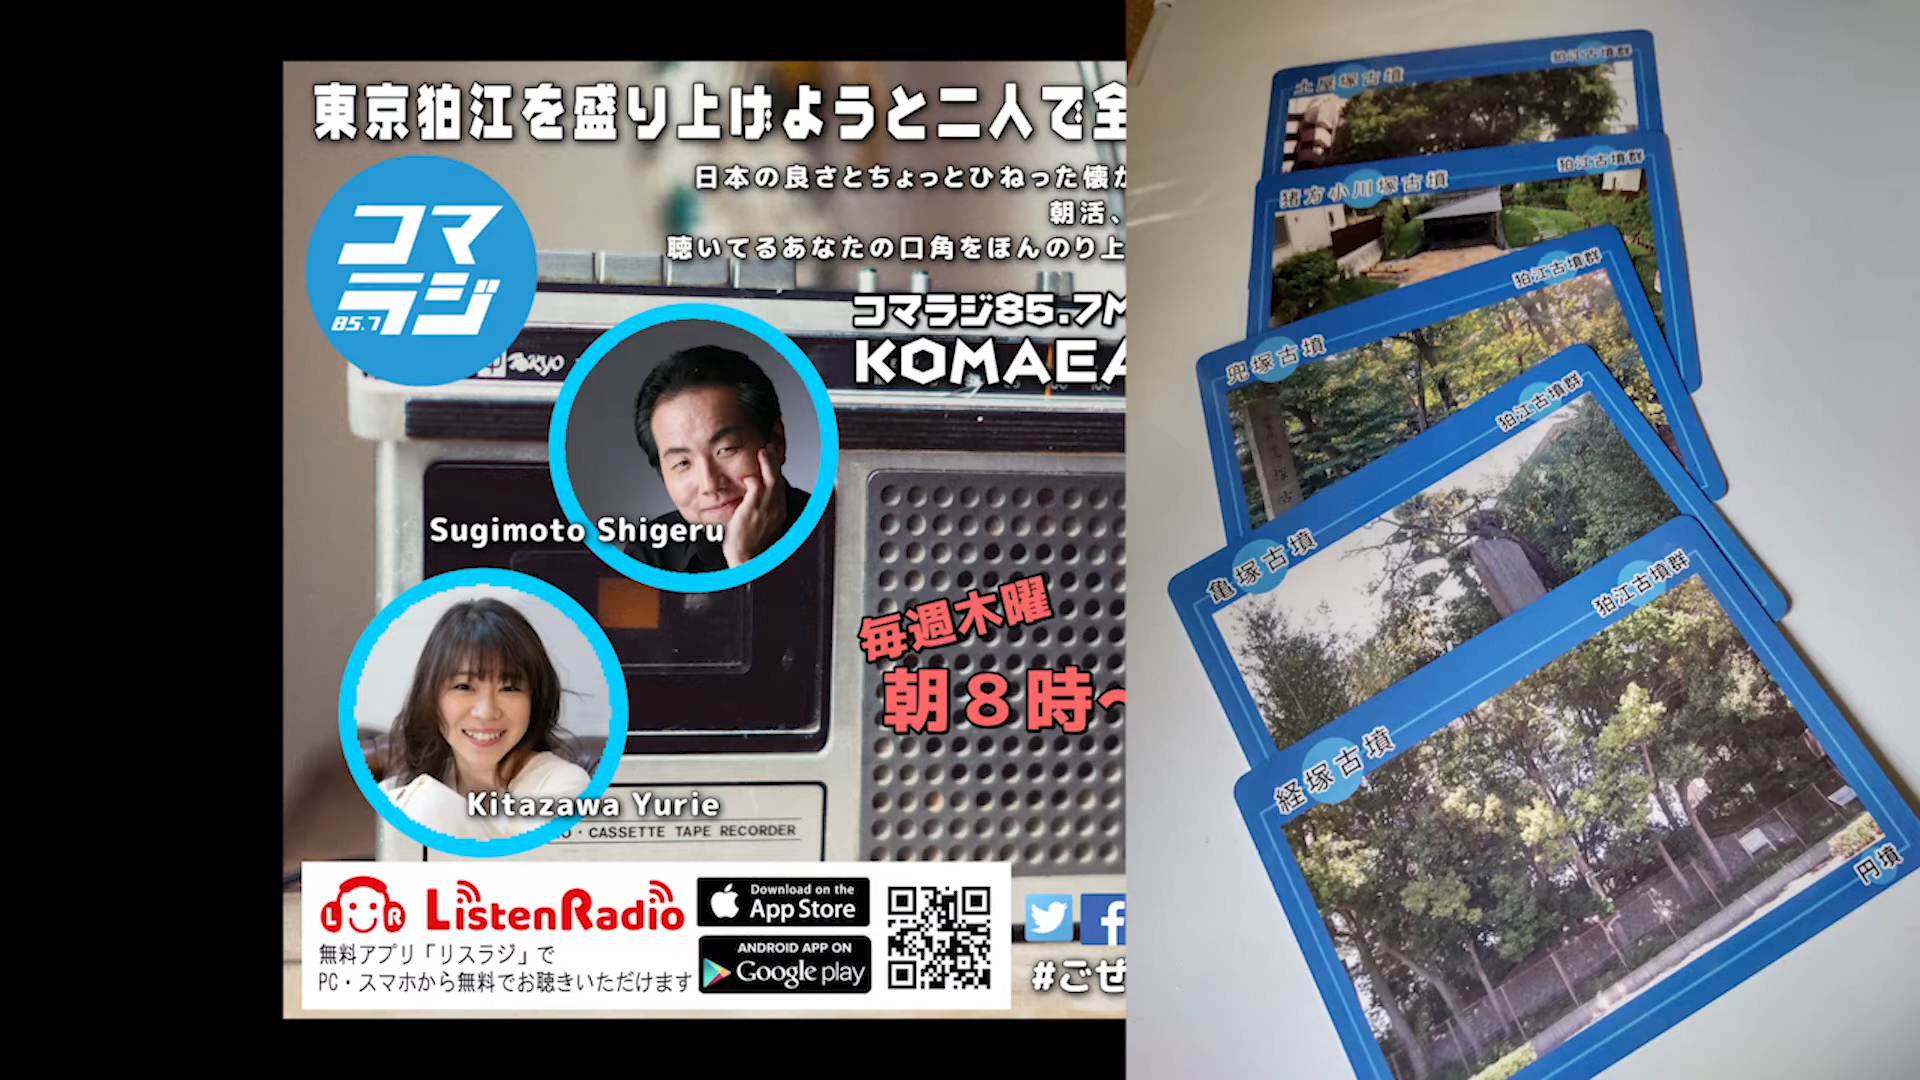 東京狛江を盛り上げようと二人で全
日本の良さとちょっとひねった懐か
朝活、
聴いてるあなたの口角をほんのり上
コマラジ
85.7
コマラジ85.7M
KOMAEA
Tokyo
Sugimoto Shigeru
毎週木曜
朝8時～
Kitazawa Yurie
・CASSETTE TAPE RECORDER
L R
ListenRadio
無料アプリ「リスラジ」で
PC・スマホから無料でお聴きいただけます
Download on the
App Store
ANDROID APP ON
Google play
#ごぜ
土屋塚古墳
狛江古墳群
猪方小川塚古墳
狛江古墳群
兜塚古墳
狛江古墳群
亀塚古墳
狛江古墳群
経塚古墳
狛江古墳群
円墳